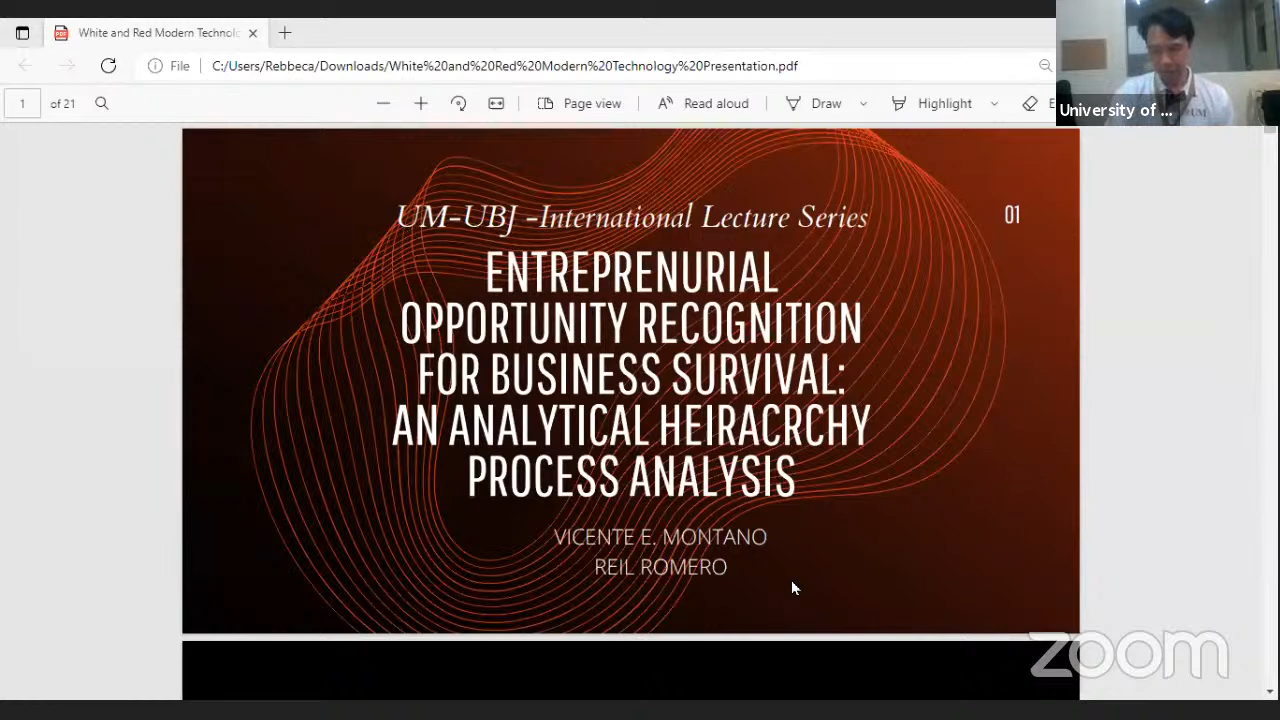 White and Red Modern Technolo
File
C:/Users/Rebbeca/Downloads/White%20and%20Red%20Modern%20Technology%20Presentation.pdf
1 of 21
Page view
Read aloud
Draw
Highlight
E
University of ...
UM
UM-UBJ -International Lecture Series
01
ENTREPRENURIAL
OPPORTUNITY RECOGNITION
FOR BUSINESS SURVIVAL:
AN ANALYTICAL HEIRACRCHY
PROCESS ANALYSIS
VICENTE E. MONTANO
REIL ROMERO
zoom